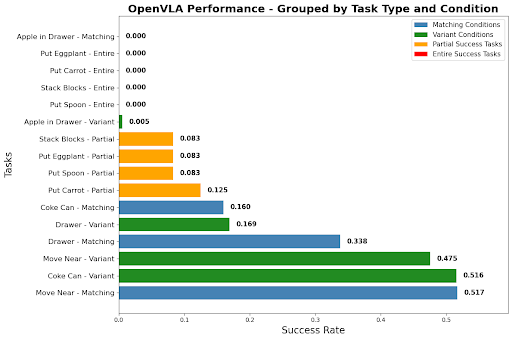 OpenVLA Performance - Grouped by Task Type and Condition
Matching Conditions
Variant Conditions
Partial Success Tasks
Entire Success Tasks
Tasks
Apple in Drawer - Matching 0.000
Put Eggplant - Entire 0.000
Put Carrot - Entire 0.000
Stack Blocks - Entire 0.000
Put Spoon - Entire 0.000
Apple in Drawer - Variant 0.005
Stack Blocks - Partial 0.083
Put Eggplant - Partial 0.083
Put Spoon - Partial 0.083
Put Carrot - Partial 0.125
Coke Can - Matching 0.160
Drawer - Variant 0.169
Drawer - Matching 0.338
Move Near - Variant 0.475
Coke Can - Variant 0.516
Move Near - Matching 0.517
0.0 0.1 0.2 0.3 0.4 0.5
Success Rate